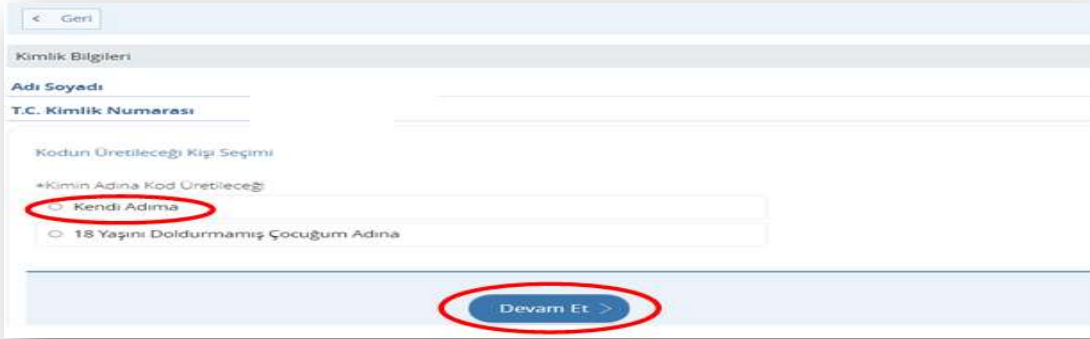 < Geri
Kimlik Bilgileri
Adı Soyadı
T.C. Kimlik Numarası
Kodun Üretileceği Kişi Seçimi
*Kimin Adına Kod Üretileceği
Kendi Adıma
18 Yaşını Doldurmamış Çocuğum Adına
Devam Et >